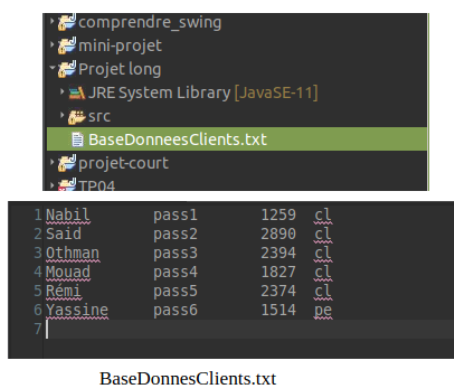 comprendre_swing
mini-projet
Projet long
JRE System Library [JavaSE-11]
src
BaseDonneesClients.txt
projet-court
TP04
1 Nabil pass1 1259 cl
2 Said pass2 2890 cl
3 Othman pass3 2394 cl
4 Mouad pass4 1827 cl
5 Rémi pass5 2374 cl
6 Yassine pass6 1514 pe
7
BaseDonnesClients.txt